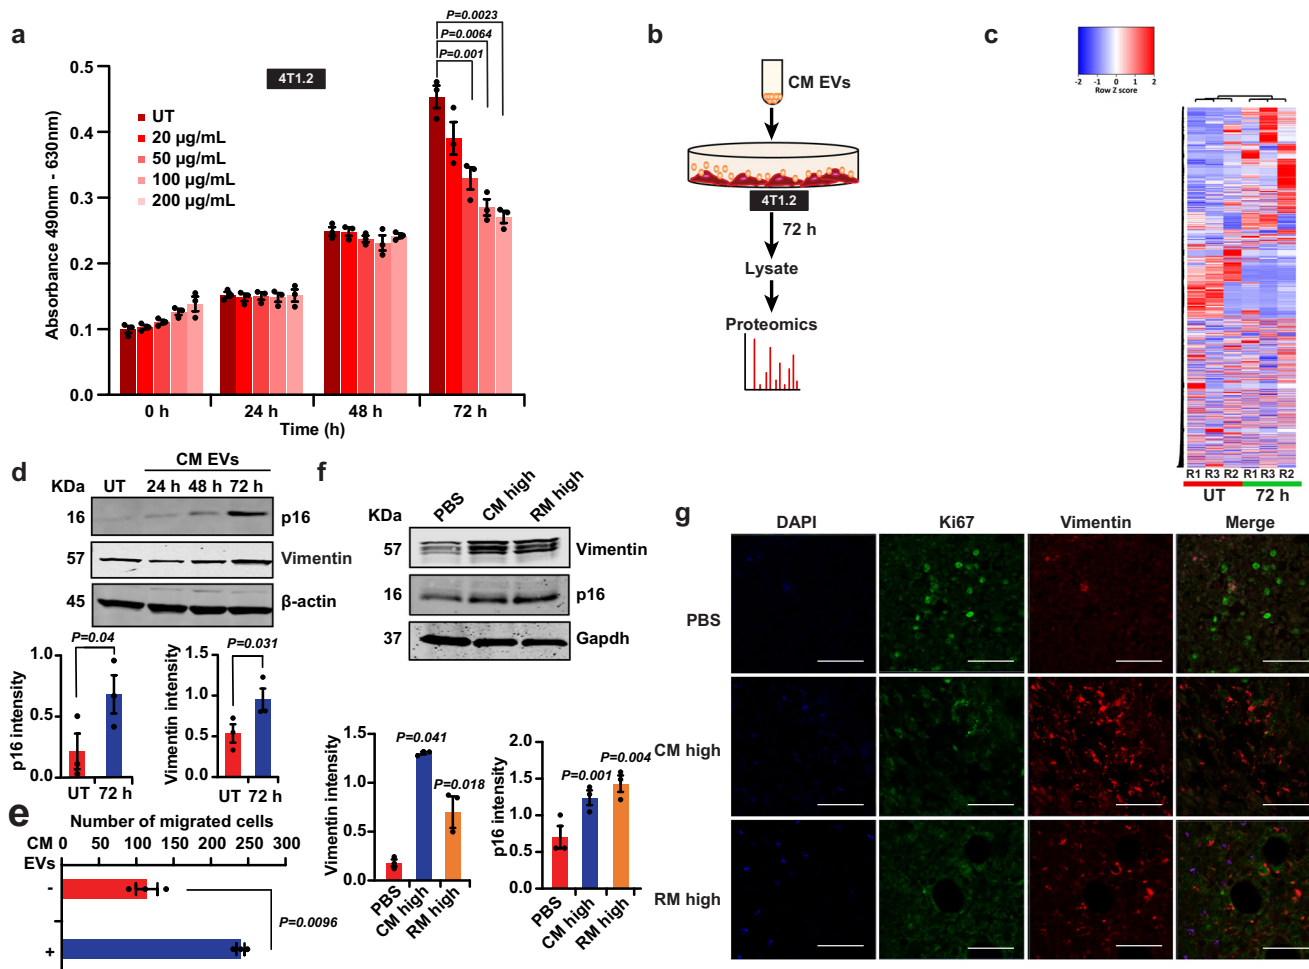 a
P=0.0023
P=0.0064
P=0.001
4T1.2
UT
20 µg/mL
50 µg/mL
100 µg/mL
200 µg/mL
Absorbance 490nm - 630nm
0.5
0.4
0.3
0.2
0.1
0.0
0 h 24 h 48 h 72 h
Time (h)
b
CM EVs
4T1.2
72 h
Lysate
Proteomics
c
-2 -1 0 1 2
Row Z score
R1 R3 R2 R1 R3 R2
UT 72 h
d
CM EVs
KDa UT 24 h 48 h 72 h
16 p16
57 Vimentin
45 β-actin
P=0.04
p16 intensity
1.0
0.5
0.0
UT 72 h
P=0.031
Vimentin intensity
1.5
1.0
0.5
0.0
UT 72 h
e
Number of migrated cells
CM EVs
0 50 100 150 200 250 300
-
+
P=0.0096
f
KDa PBS CM high RM high
57 Vimentin
16 p16
37 Gapdh
Vimentin intensity
1.5
1.0
0.5
0.0
P=0.041
P=0.018
PBS CM high RM high
p16 intensity
2.0
1.5
1.0
0.5
0.0
P=0.001
P=0.004
PBS CM high RM high
g
DAPI Ki67 Vimentin Merge
PBS
CM high
RM high